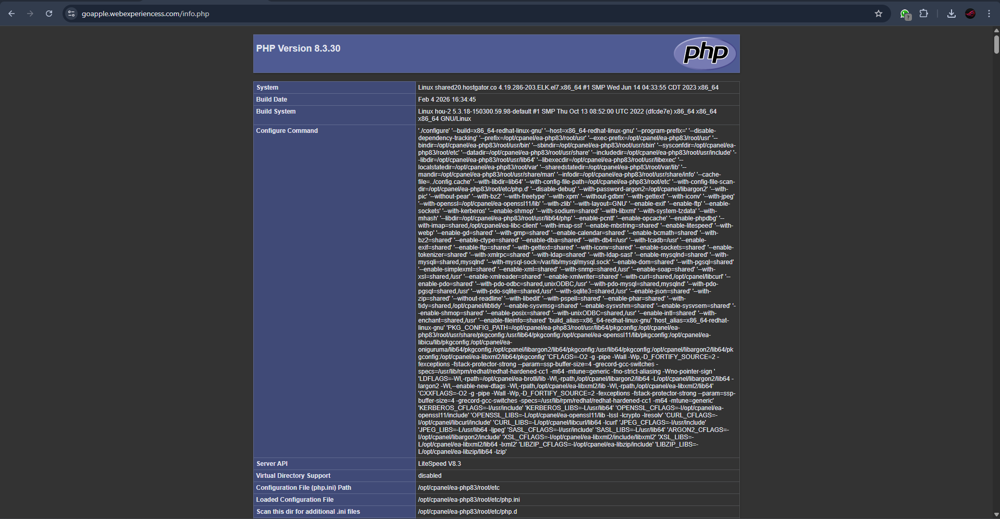 goapple.webexperiencess.com/info.php
PHP Version 8.3.30
php
System
Linux shared20.hostgator.co 4.19.286-203.ELK.el7.x86_64 #1 SMP Wed Jun 14 04:33:55 CDT 2023 x86_64
Build Date
Feb 4 2026 16:34:45
Build System
Linux hou-2 5.3.18-150300.59.98-default #1 SMP Thu Oct 13 08:52:00 UTC 2022 (dfcde7e) x86_64 x86_64
x86_64 GNU/Linux
Configure Command
'./configure' '--build=x86_64-redhat-linux-gnu' '--host=x86_64-redhat-linux-gnu' '--program-prefix=' '--disable-
dependency-tracking' '--prefix=/opt/cpanel/ea-php83/root/usr' '--exec-prefix=/opt/cpanel/ea-php83/root/usr' '--
bindir=/opt/cpanel/ea-php83/root/usr/bin' '--sbindir=/opt/cpanel/ea-php83/root/usr/sbin' '--sysconfdir=/opt/cpanel/ea-
php83/root/etc' '--datadir=/opt/cpanel/ea-php83/root/usr/share' '--includedir=/opt/cpanel/ea-php83/root/usr/include' '-
-libdir=/opt/cpanel/ea-php83/root/usr/lib64' '--libexecdir=/opt/cpanel/ea-php83/root/usr/libexec' '--
localstatedir=/opt/cpanel/ea-php83/root/var' '--sharedstatedir=/opt/cpanel/ea-php83/root/var/lib' '--
mandir=/opt/cpanel/ea-php83/root/usr/share/man' '--infodir=/opt/cpanel/ea-php83/root/usr/share/info' '--cache-
file=../config.cache' '--with-libdir=lib64' '--with-config-file-path=/opt/cpanel/ea-php83/root/etc' '--with-config-file-scan-
dir=/opt/cpanel/ea-php83/root/etc/php.d' '--disable-debug' '--with-password-argon2=/opt/cpanel/libargon2' '--with-
pic' '--without-pear' '--with-bz2' '--with-freetype' '--with-xpm' '--without-gdbm' '--with-gettext' '--with-iconv' '--with-jpeg'
'--with-openssl=/opt/cpanel/ea-openssl11/lib' '--with-zlib' '--with-layout=GNU' '--enable-exif' '--enable-ftp' '--enable-
sockets' '--with-kerberos' '--enable-shmop' '--with-sodium=shared' '--with-libxml' '--with-system-tzdata' '--with-
mhash' '--libdir=/opt/cpanel/ea-php83/root/usr/lib64/php' '--enable-pcntl' '--enable-opcache' '--enable-phpdbg' '--
with-imap=shared,/opt/cpanel/ea-libc-client' '--with-imap-ssl' '--enable-mbstring=shared' '--enable-litespeed' '--with-
webp' '--enable-gd=shared' '--with-gmp=shared' '--enable-calendar=shared' '--enable-bcmath=shared' '--with-
bz2=shared' '--enable-ctype=shared' '--enable-dba=shared' '--with-db4=/usr' '--with-tcadb=/usr' '--enable-
exif=shared' '--enable-ftp=shared' '--with-gettext=shared' '--with-iconv=shared' '--enable-sockets=shared' '--enable-
tokenizer=shared' '--with-xmlrpc=shared' '--with-ldap=shared' '--with-ldap-sasl' '--enable-mysqlnd=shared' '--with-
mysqli=shared,mysqlnd' '--with-mysql-sock=/var/lib/mysql/mysql.sock' '--enable-dom=shared' '--with-pgsql=shared'
'--enable-simplexml=shared' '--enable-xml=shared' '--with-snmp=shared,/usr' '--enable-soap=shared' '--with-
xsl=shared,/usr' '--enable-xmlreader=shared' '--enable-xmlwriter=shared' '--with-curl=shared,/opt/cpanel/libcurl' '--
enable-pdo=shared' '--with-pdo-odbc=shared,unixODBC,/usr' '--with-pdo-mysql=shared,mysqlnd' '--with-pdo-
pgsql=shared,/usr' '--with-pdo-sqlite=shared,/usr' '--with-sqlite3=shared,/usr' '--enable-json=shared' '--with-
zip=shared' '--without-readline' '--with-libedit' '--with-pspell=shared' '--enable-phar=shared' '--with-
tidy=shared,/opt/cpanel/libtidy' '--enable-sysvmsg=shared' '--enable-sysvshm=shared' '--enable-sysvsem=shared' '-
-enable-shmop=shared' '--enable-posix=shared' '--with-unixODBC=shared,/usr' '--enable-intl=shared' '--with-
enchant=shared,/usr' '--enable-fileinfo=shared' 'build_alias=x86_64-redhat-linux-gnu' 'host_alias=x86_64-redhat-
linux-gnu' 'PKG_CONFIG_PATH=/opt/cpanel/ea-php83/root/usr/lib64/pkgconfig:/opt/cpanel/ea-
php83/root/usr/share/pkgconfig:/usr/lib64/pkgconfig:/opt/cpanel/ea-openssl11/lib/pkgconfig:/opt/cpanel/ea-
libicu/lib/pkgconfig:/opt/cpanel/ea-
oniguruma/lib64/pkgconfig:/opt/cpanel/libargon2/lib64/pkgconfig:/usr/lib64/pkgconfig:/opt/cpanel/libargon2/lib64/pk
gconfig:/opt/cpanel/ea-libxml2/lib64/pkgconfig' 'CFLAGS=-O2 -g -pipe -Wall -Wp,-D_FORTIFY_SOURCE=2 -
fexceptions -fstack-protector-strong --param=ssp-buffer-size=4 -grecord-gcc-switches -
specs=/usr/lib/rpm/redhat/redhat-hardened-cc1 -m64 -mtune=generic -fno-strict-aliasing -Wno-pointer-sign '
'LDFLAGS=-Wl,-rpath=/opt/cpanel/ea-brotli/lib -Wl,-rpath,/opt/cpanel/libargon2/lib64 -L/opt/cpanel/libargon2/lib64 -
largon2 -Wl,--enable-new-dtags -Wl,-rpath,/opt/cpanel/ea-libxml2/lib -Wl,-rpath,/opt/cpanel/ea-libxml2/lib64'
'CXXFLAGS=-O2 -g -pipe -Wall -Wp,-D_FORTIFY_SOURCE=2 -fexceptions -fstack-protector-strong --param=ssp-
buffer-size=4 -grecord-gcc-switches -specs=/usr/lib/rpm/redhat/redhat-hardened-cc1 -m64 -mtune=generic'
'KERBEROS_CFLAGS=-I/usr/include' 'KERBEROS_LIBS=-L/usr/lib64' 'OPENSSL_CFLAGS=-I/opt/cpanel/ea-
openssl11/include' 'OPENSSL_LIBS=-L/opt/cpanel/ea-openssl11/lib -lssl -lcrypto -lresolv' 'CURL_CFLAGS=-
I/opt/cpanel/libcurl/include' 'CURL_LIBS=-L/opt/cpanel/libcurl/lib64 -lcurl' 'JPEG_CFLAGS=-I/usr/include'
'JPEG_LIBS=-L/usr/lib64 -ljpeg' 'SASL_CFLAGS=-I/usr/include' 'SASL_LIBS=-L/usr/lib64' 'ARGON2_CFLAGS=-
I/opt/cpanel/libargon2/include' 'XSL_CFLAGS=-I/opt/cpanel/ea-libxml2/include/libxml2' 'XSL_LIBS=-
L/opt/cpanel/ea-libxml2/lib64 -lxml2' 'LIBZIP_CFLAGS=-I/opt/cpanel/ea-libzip/include' 'LIBZIP_LIBS=-
L/opt/cpanel/ea-libzip/lib64 -lzip'
Server API
LiteSpeed V8.3
Virtual Directory Support
disabled
Configuration File (php.ini) Path
/opt/cpanel/ea-php83/root/etc
Loaded Configuration File
/opt/cpanel/ea-php83/root/etc/php.ini
Scan this dir for additional .ini files
/opt/cpanel/ea-php83/root/etc/php.d